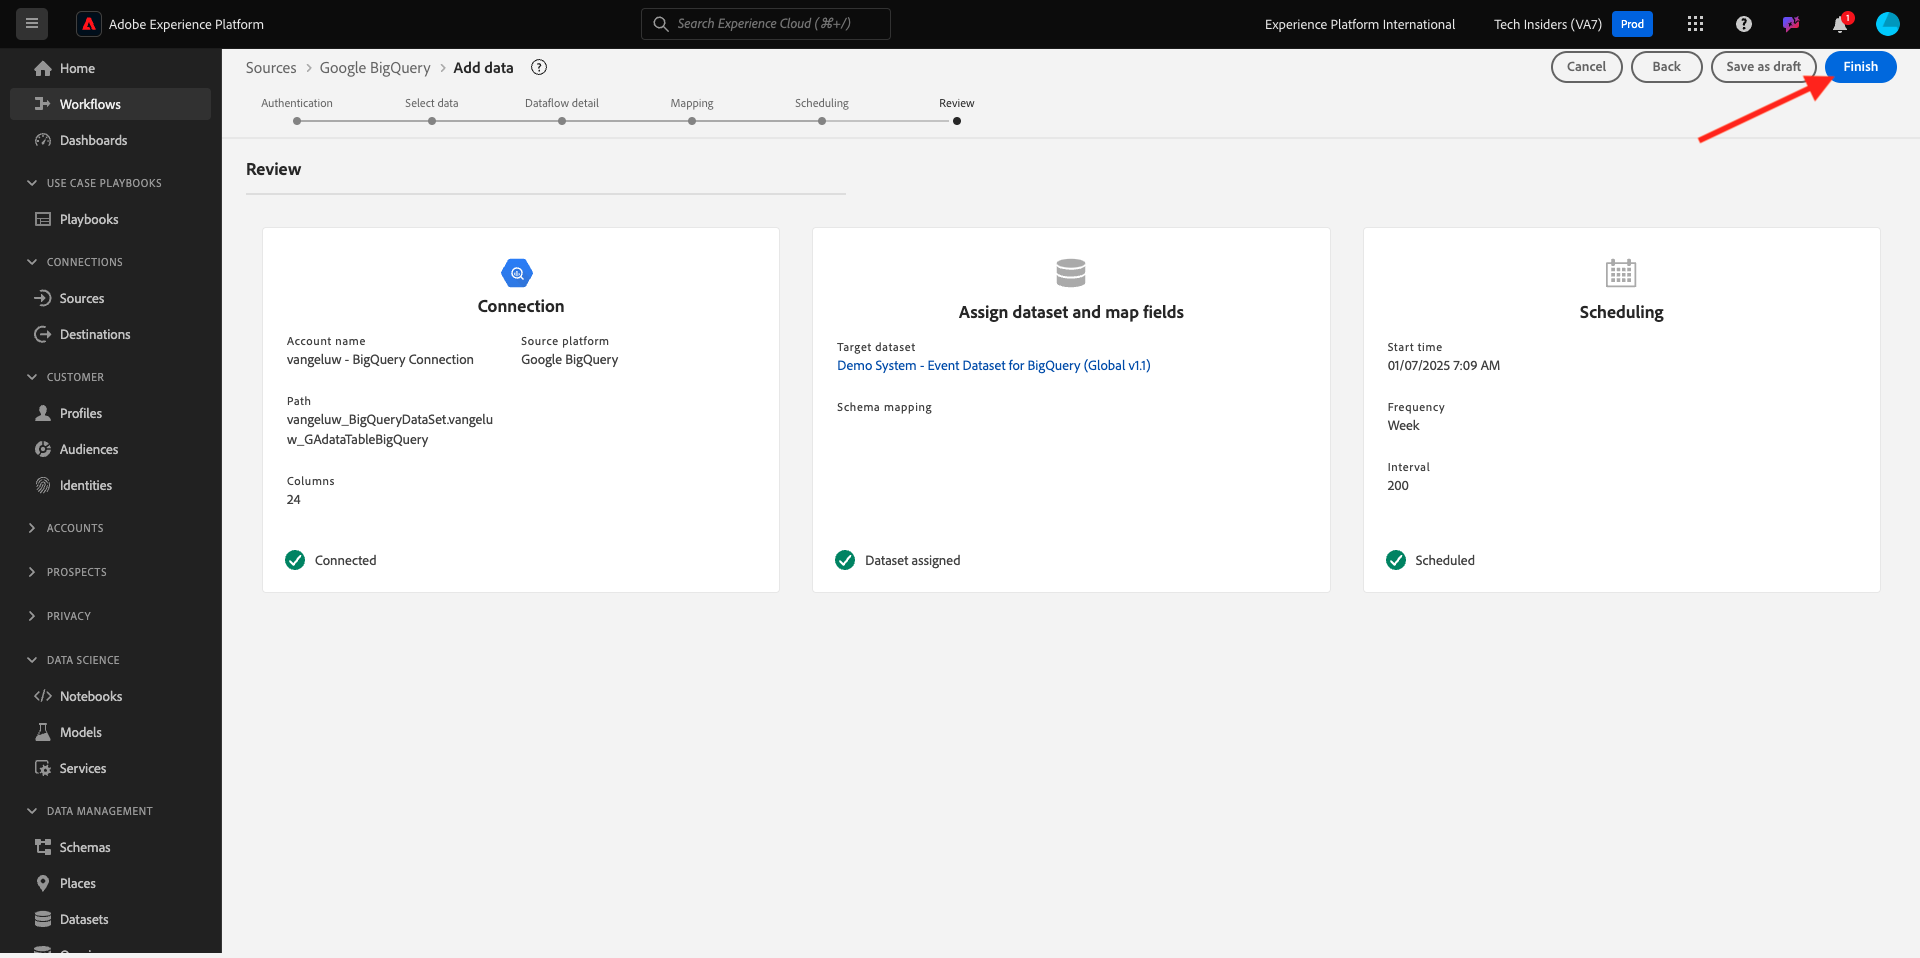 Adobe Experience Platform
Search Experience Cloud (⌘+/)
Experience Platform International
Tech Insiders (VA7)
Prod
1
Home
Workflows
Dashboards
USE CASE PLAYBOOKS
Playbooks
CONNECTIONS
Sources
Destinations
CUSTOMER
Profiles
Audiences
Identities
ACCOUNTS
PROSPECTS
PRIVACY
DATA SCIENCE
Notebooks
Models
Services
DATA MANAGEMENT
Schemas
Places
Datasets
Sources > Google BigQuery > Add data
Cancel
Back
Save as draft
Finish
Authentication
Select data
Dataflow detail
Mapping
Scheduling
Review
Review
Connection
Account name
vangeluw - BigQuery Connection
Source platform
Google BigQuery
Path
vangeluw_BigQueryDataSet.vangelu
w_GAdataTableBigQuery
Columns
24
Connected
Assign dataset and map fields
Target dataset
Demo System - Event Dataset for BigQuery (Global v1.1)
Schema mapping
Dataset assigned
Scheduling
Start time
01/07/2025 7:09 AM
Frequency
Week
Interval
200
Scheduled